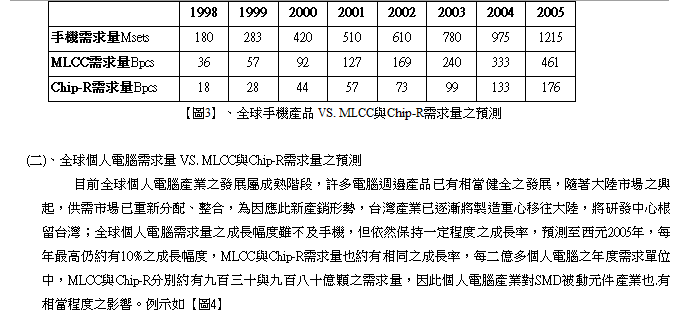 1998 1999 2000 2001 2002 2003 2004 2005
手機需求量Msets 180 283 420 510 610 780 975 1215
MLCC需求量Bpcs 36 57 92 127 169 240 333 461
Chip-R需求量Bpcs 18 28 44 57 73 99 133 176
【圖3】、全球手機產品 VS. MLCC與Chip-R需求量之預測
(二)、全球個人電腦需求量 VS. MLCC與Chip-R需求量之預測
目前全球個人電腦產業之發展屬成熟階段，許多電腦週邊產品已有相當健全之發展，隨著大陸市場之興
起，供需市場已重新分配、整合，為因應此新產銷形勢，台灣產業已逐漸將製造重心移往大陸，將研發中心根
留台灣；全球個人電腦需求量之成長幅度雖不及手機，但依然保持一定程度之成長率，預測至西元2005年，每
年最高仍約有10%之成長幅度，MLCC與Chip-R需求量也約有相同之成長率，每二億多個人電腦之年度需求單位
中，MLCC與Chip-R分別約有九百三十與九百八十億顆之需求量，因此個人電腦產業對SMD被動元件產業也.有
相當程度之影響。例示如【圖4】